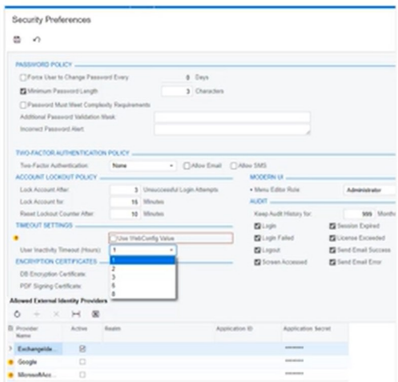 Security Preferences
PASSWORD POLICY
Force User to Change Password Every 0 Days
Minimum Password Length: 3 Characters
Password Must Meet Complexity Requirements
Additional Password Validation Mask:
Incorrect Password Alert:
TWO-FACTOR AUTHENTICATION POLICY
Two-Factor Authentication: None Allow Email Allow SMS
ACCOUNT LOCKOUT POLICY
Lock Account After: 3 Unsuccessful Login Attempts
Lock Account for: 15 Minutes
Reset Lockout Counter After: 10 Minutes
MODERN UI
Menu Editor Role: Administrator
AUDIT
Keep Audit History for: 999 Months
Login Session Expired
Login Failed License Exceeded
Logout Send Email Success
Screen Accessed Send Email Error
TIMEOUT SETTINGS
Use WebConfig Value
User Inactivity Timeout (Hours): 1
1
2
3
6
8
ENCRYPTION CERTIFICATES
DB Encryption Certificate:
PDF Signing Certificate:
Allowed External Identity Providers
Provider Name Active Realm Application ID Application Secret
ExchangeIde... ********
Google ********
MicrosoftAcc... ********